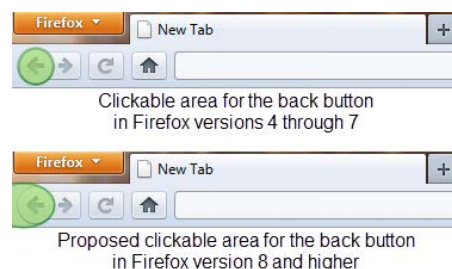 Firefox
New Tab
Clickable area for the back button
in Firefox versions 4 through 7
Firefox
New Tab
Proposed clickable area for the back button
in Firefox version 8 and higher